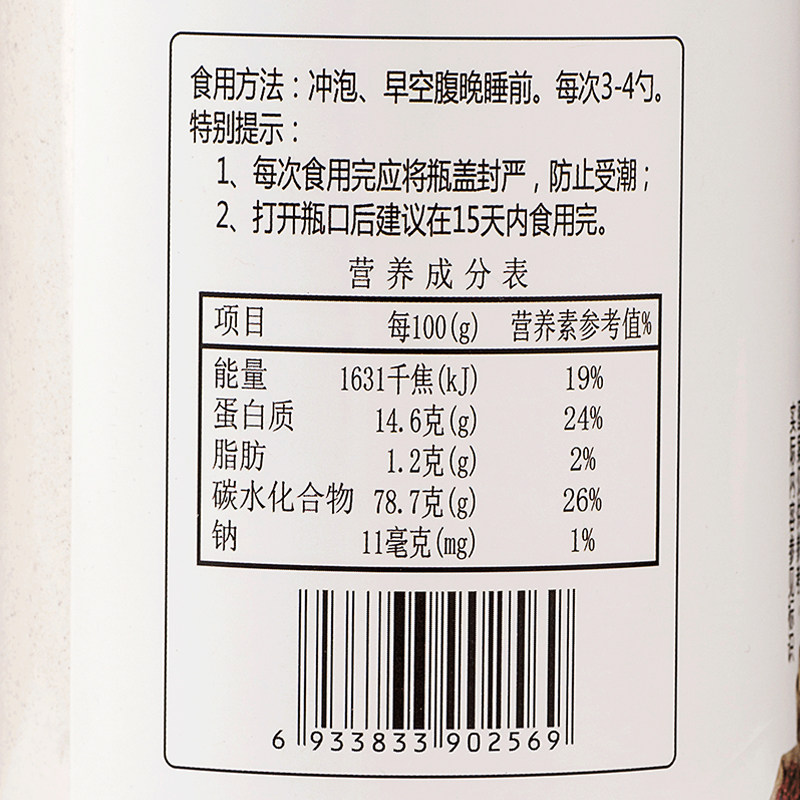 食用方法：冲泡、早空腹晚睡前。每次3-4勺。
特别提示：
1、每次食用完应将瓶盖封严，防止受潮；
2、打开瓶口后建议在15天内食用完。
营养成分表
项目 每100(g) 营养素参考值%
能量 1631千焦(kJ) 19%
蛋白质 14.6克(g) 24%
脂肪 1.2克(g) 2%
碳水化合物 78.7克(g) 26%
钠 11毫克(mg) 1%
6 933833 902569